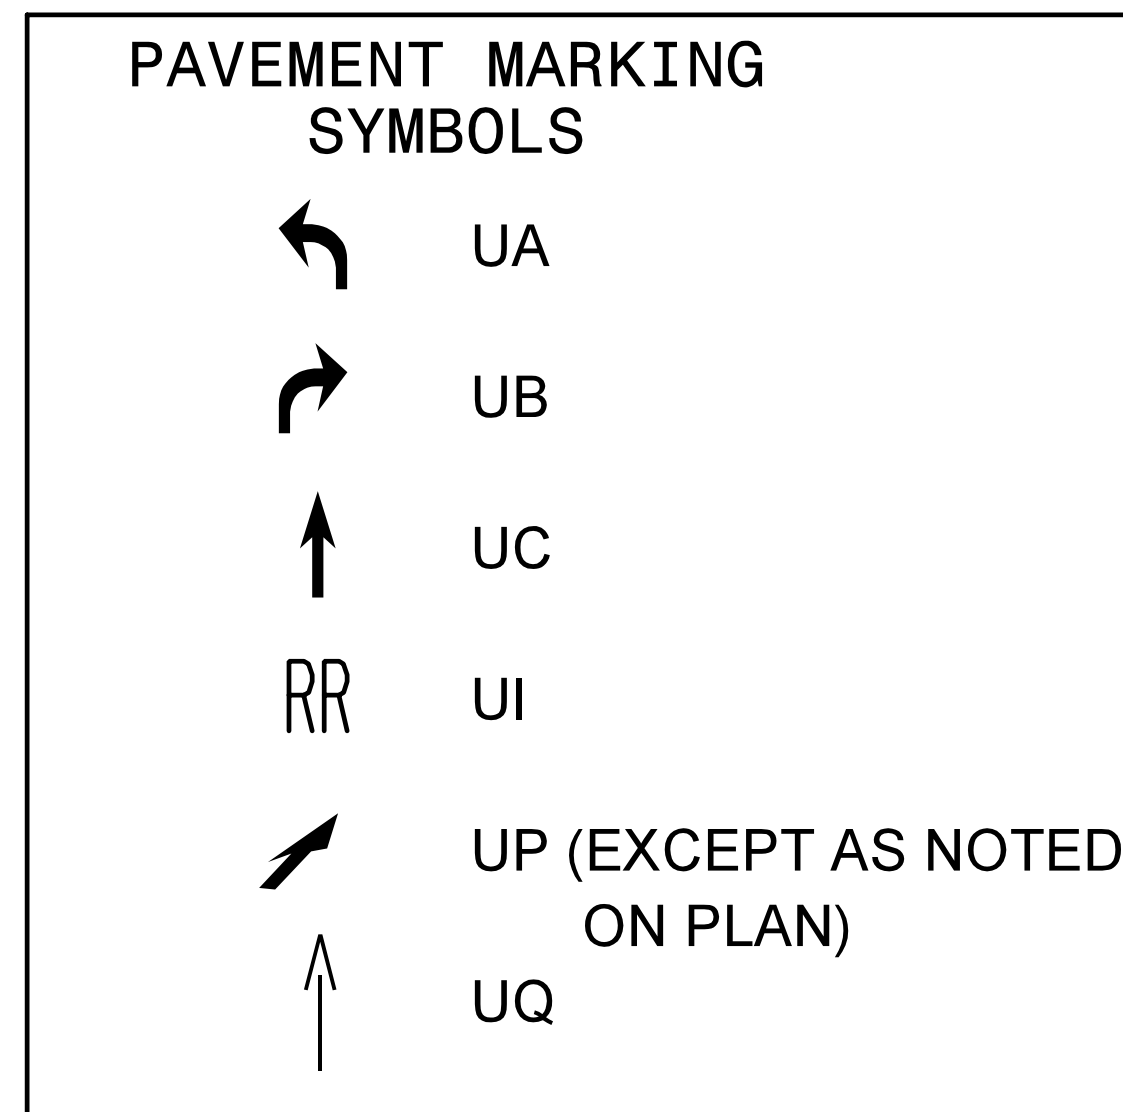 PAVEMENT MARKING
SYMBOLS
UA
UB
UC
RR UI
UP (EXCEPT AS NOTED
ON PLAN)
UQ